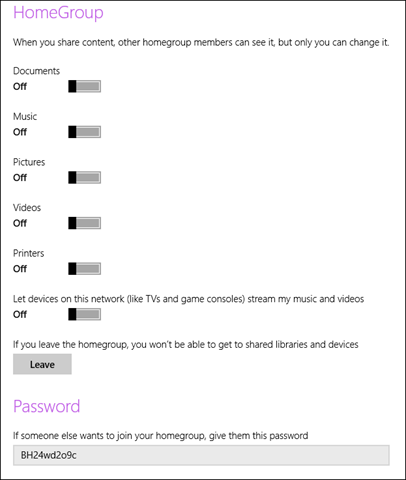 HomeGroup
When you share content, other homegroup members can see it, but only you can change it.
Documents
Off
Music
Off
Pictures
Off
Videos
Off
Printers
Off
Let devices on this network (like TVs and game consoles) stream my music and videos
Off
If you leave the homegroup, you won't be able to get to shared libraries and devices
Leave
Password
If someone else wants to join your homegroup, give them this password
BH24wd2o9c